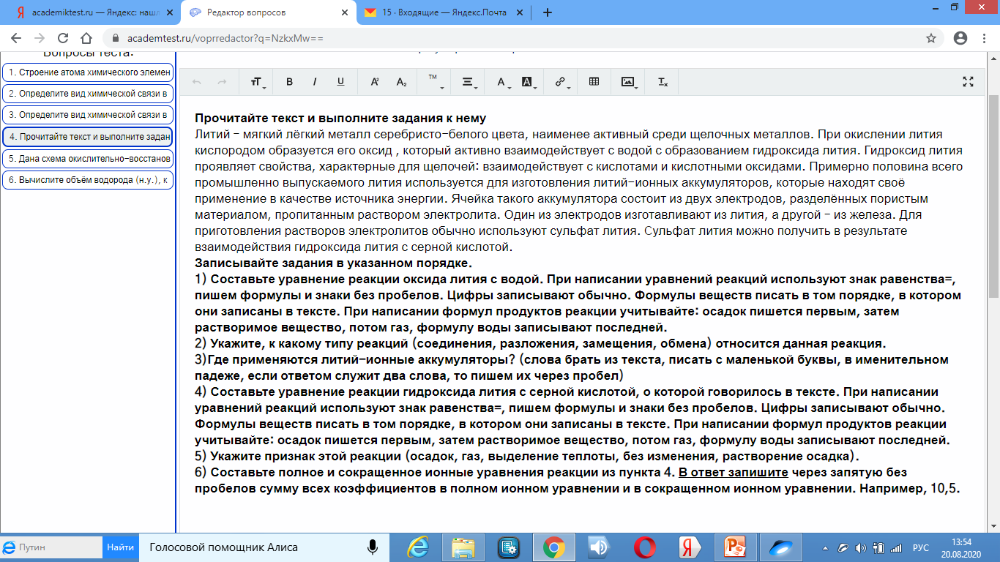 academiktest.ru — Яндекс: наш
Редактор вопросов
15 · Входящие — Яндекс.Почта
academtest.ru/voprredactor?q=NzkxMw==
Вопросы теста:
1. Строение атома химического элемен
2. Определите вид химической связи в
3. Определите вид химической связи в
4. Прочитайте текст и выполните задан
5. Дана схема окислительно-восстанов
6. Вычислите объём водорода (н.у.), к
тТ B I U A² A₂ ™ A A Tx
Прочитайте текст и выполните задания к нему
Литий – мягкий лёгкий металл серебристо-белого цвета, наименее активный среди щелочных металлов. При окислении лития
кислородом образуется его оксид , который активно взаимодействует с водой с образованием гидроксида лития. Гидроксид лития
проявляет свойства, характерные для щелочей: взаимодействует с кислотами и кислотными оксидами. Примерно половина всего
промышленно выпускаемого лития используется для изготовления литий-ионных аккумуляторов, которые находят своё
применение в качестве источника энергии. Ячейка такого аккумулятора состоит из двух электродов, разделённых пористым
материалом, пропитанным раствором электролита. Один из электродов изготавливают из лития, а другой – из железа. Для
приготовления растворов электролитов обычно используют сульфат лития. Сульфат лития можно получить в результате
взаимодействия гидроксида лития с серной кислотой.
Записывайте задания в указанном порядке.
1) Составьте уравнение реакции оксида лития с водой. При написании уравнений реакций используют знак равенства=,
пишем формулы и знаки без пробелов. Цифры записывают обычно. Формулы веществ писать в том порядке, в котором
они записаны в тексте. При написании формул продуктов реакции учитывайте: осадок пишется первым, затем
растворимое вещество, потом газ, формулу воды записывают последней.
2) Укажите, к какому типу реакций (соединения, разложения, замещения, обмена) относится данная реакция.
3)Где применяются литий-ионные аккумуляторы? (слова брать из текста, писать с маленькой буквы, в именительном
падеже, если ответом служит два слова, то пишем их через пробел)
4) Составьте уравнение реакции гидроксида лития с серной кислотой, о которой говорилось в тексте. При написании
уравнений реакций используют знак равенства=, пишем формулы и знаки без пробелов. Цифры записывают обычно.
Формулы веществ писать в том порядке, в котором они записаны в тексте. При написании формул продуктов реакции
учитывайте: осадок пишется первым, затем растворимое вещество, потом газ, формулу воды записывают последней.
5) Укажите признак этой реакции (осадок, газ, выделение теплоты, без изменения, растворение осадка).
6) Составьте полное и сокращенное ионные уравнения реакции из пункта 4. В ответ запишите через запятую без
пробелов сумму всех коэффициентов в полном ионном уравнении и в сокращенном ионном уравнении. Например, 10,5.
Путин Найти Голосовой помощник Алиса
РУС 13:54
20.08.2020